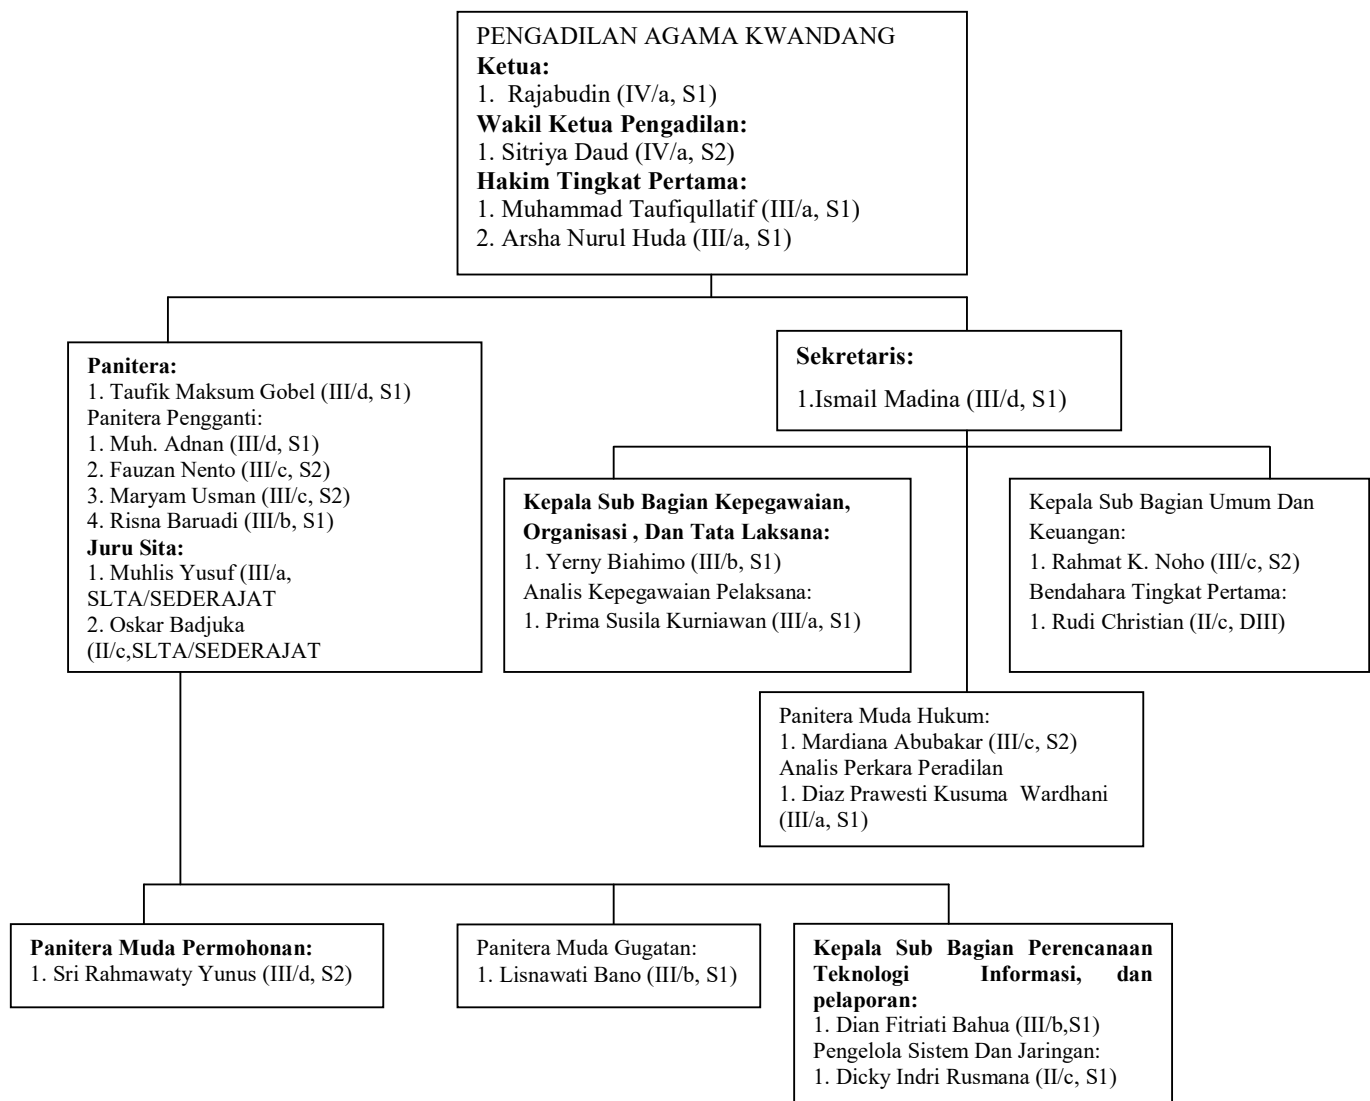 PENGADILAN AGAMA KWANDANG
Ketua:
1. Rajabudin (IV/a, S1)
Wakil Ketua Pengadilan:
1. Sitriya Daud (IV/a, S2)
Hakim Tingkat Pertama:
1. Muhammad Taufiqullatif (III/a, S1)
2. Arsha Nurul Huda (III/a, S1)
Panitera:
1. Taufik Maksum Gobel (III/d, S1)
Panitera Pengganti:
1. Muh. Adnan (III/d, S1)
2. Fauzan Nento (III/c, S2)
3. Maryam Usman (III/c, S2)
4. Risna Baruadi (III/b, S1)
Juru Sita:
1. Muhlis Yusuf (III/a,
SLTA/SEDERAJAT
2. Oskar Badjuka
(II/c,SLTA/SEDERAJAT
Sekretaris:
1.Ismail Madina (III/d, S1)
Kepala Sub Bagian Kepegawaian,
Organisasi , Dan Tata Laksana:
1. Yerny Biahimo (III/b, S1)
Analis Kepegawaian Pelaksana:
1. Prima Susila Kurniawan (III/a, S1)
Kepala Sub Bagian Umum Dan
Keuangan:
1. Rahmat K. Noho (III/c, S2)
Bendahara Tingkat Pertama:
1. Rudi Christian (II/c, DIII)
Panitera Muda Hukum:
1. Mardiana Abubakar (III/c, S2)
Analis Perkara Peradilan
1. Diaz Prawesti Kusuma Wardhani
(III/a, S1)
Panitera Muda Permohonan:
1. Sri Rahmawaty Yunus (III/d, S2)
Panitera Muda Gugatan:
1. Lisnawati Bano (III/b, S1)
Kepala Sub Bagian Perencanaan
Teknologi Informasi, dan
pelaporan:
1. Dian Fitriati Bahua (III/b,S1)
Pengelola Sistem Dan Jaringan:
1. Dicky Indri Rusmana (II/c, S1)